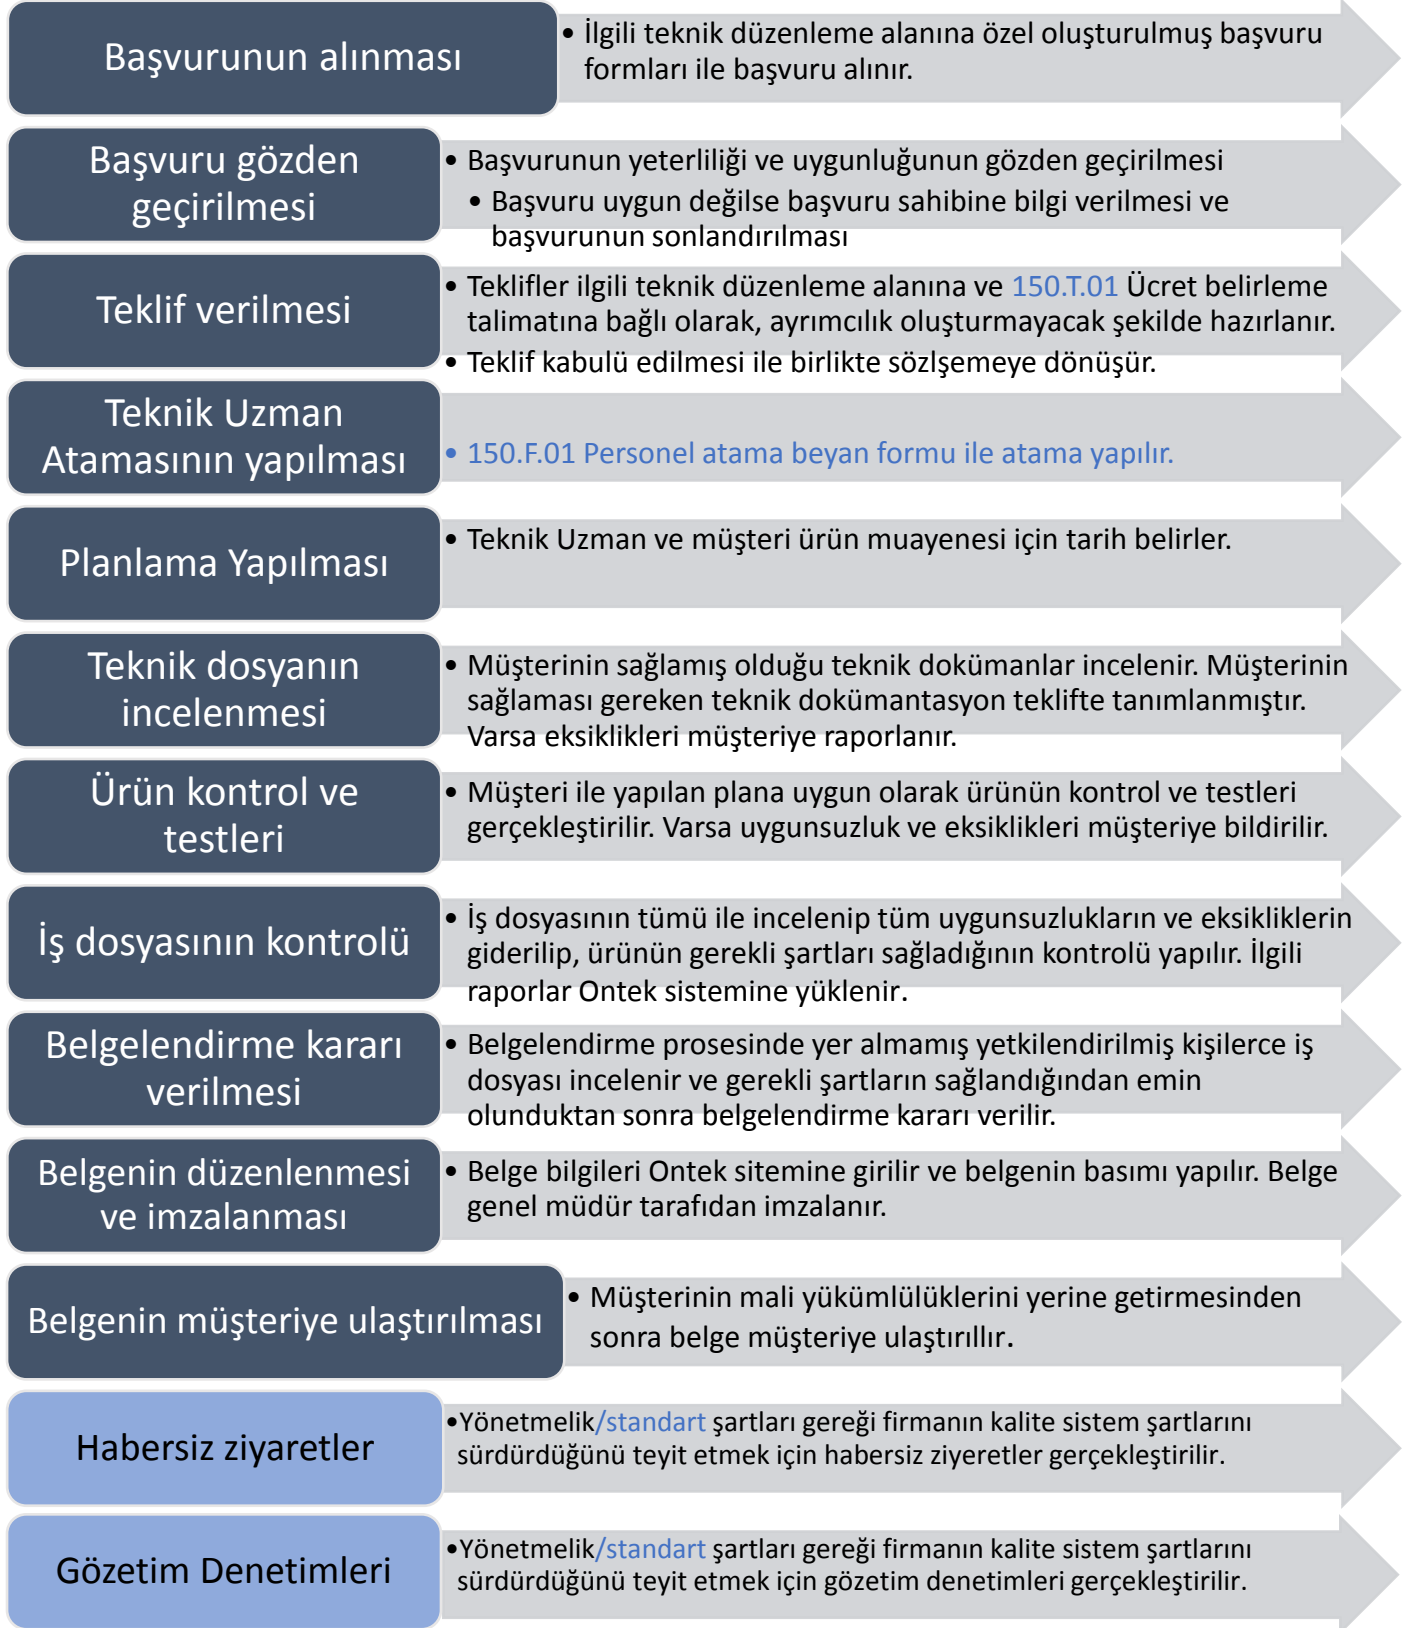 Başvurunun alınması
• İlgili teknik düzenleme alanına özel oluşturulmuş başvuru
formları ile başvuru alınır.
Başvuru gözden
geçirilmesi
• Başvurunun yeterliliği ve uygunluğunun gözden geçirilmesi
• Başvuru uygun değilse başvuru sahibine bilgi verilmesi ve
başvurunun sonlandırılması
Teklif verilmesi
• Teklifler ilgili teknik düzenleme alanına ve 150.T.01 Ücret belirleme
talimatına bağlı olarak, ayrımcılık oluşturmayacak şekilde hazırlanır.
• Teklif kabulü edilmesi ile birlikte sözlşemeye dönüşür.
Teknik Uzman
Atamasının yapılması
• 150.F.01 Personel atama beyan formu ile atama yapılır.
Planlama Yapılması
• Teknik Uzman ve müşteri ürün muayenesi için tarih belirler.
Teknik dosyanın
incelenmesi
• Müşterinin sağlamış olduğu teknik dokümanlar incelenir. Müşterinin
sağlaması gereken teknik dokümantasyon teklifte tanımlanmıştır.
Varsa eksiklikleri müşteriye raporlanır.
Ürün kontrol ve
testleri
• Müşteri ile yapılan plana uygun olarak ürünün kontrol ve testleri
gerçekleştirilir. Varsa uygunsuzluk ve eksiklikleri müşteriye bildirilir.
İş dosyasının kontrolü
• İş dosyasının tümü ile incelenip tüm uygunsuzlukların ve eksikliklerin
giderilip, ürünün gerekli şartları sağladığının kontrolü yapılır. İlgili
raporlar Ontek sistemine yüklenir.
Belgelendirme kararı
verilmesi
• Belgelendirme prosesinde yer almamış yetkilendirilmiş kişilerce iş
dosyası incelenir ve gerekli şartların sağlandığından emin
olunduktan sonra belgelendirme kararı verilir.
Belgenin düzenlenmesi
ve imzalanması
• Belge bilgileri Ontek sitemine girilir ve belgenin basımı yapılır. Belge
genel müdür tarafıdan imzalanır.
Belgenin müşteriye ulaştırılması
• Müşterinin mali yükümlülüklerini yerine getirmesinden
sonra belge müşteriye ulaştırıllır.
Habersiz ziyaretler
•Yönetmelik/standart şartları gereği firmanın kalite sistem şartlarını
sürdürdüğünü teyit etmek için habersiz ziyeretler gerçekleştirilir.
Gözetim Denetimleri
•Yönetmelik/standart şartları gereği firmanın kalite sistem şartlarını
sürdürdüğünü teyit etmek için gözetim denetimleri gerçekleştirilir.